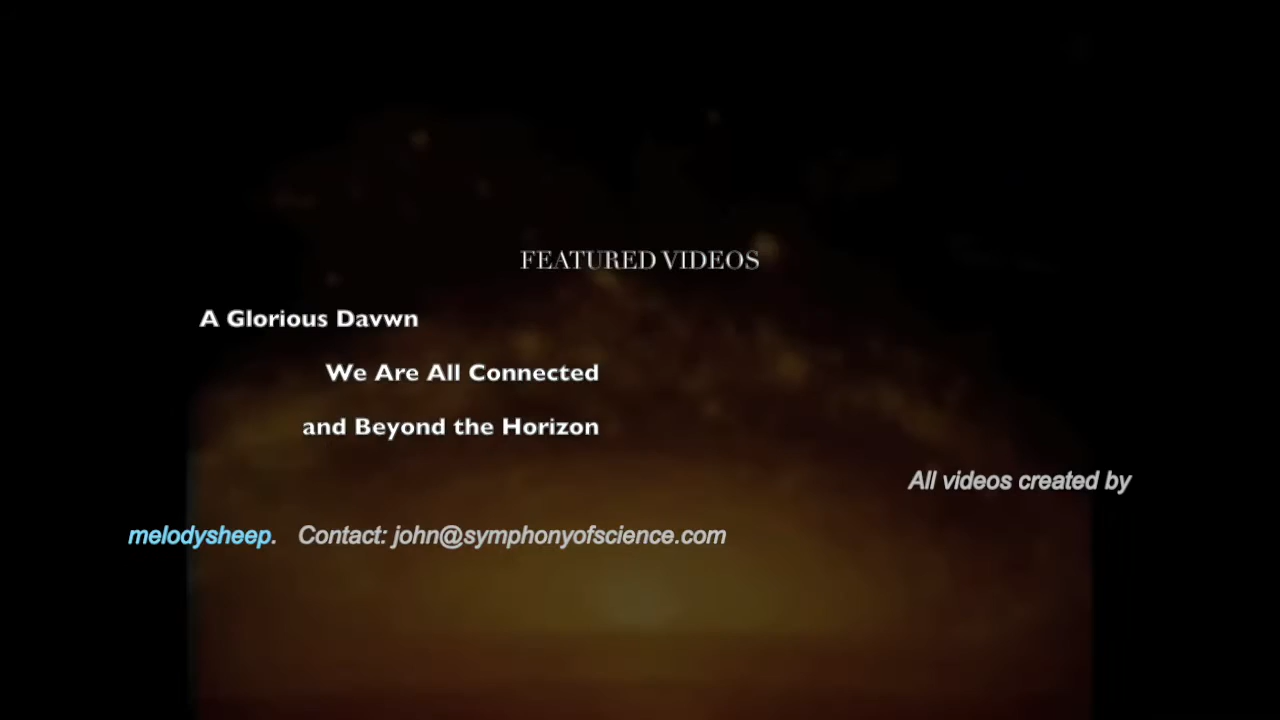 FEATURED VIDEOS
A Glorious Davwn
We Are All Connected
and Beyond the Horizon
All videos created by
melodysheep. Contact: john@symphonyofscience.com